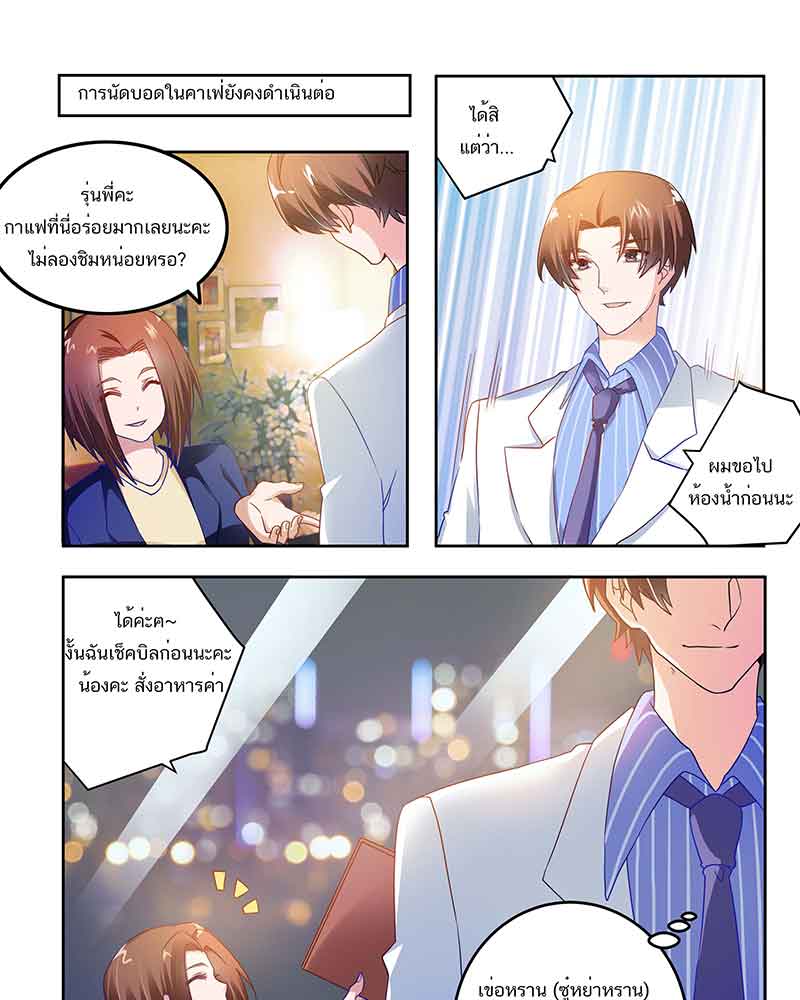 การนัดบอดในคาเฟ่ยังคงดำเนินต่อ
รุ่นพี่คะ
กาแฟที่นี่อร่อยมากเลยนะคะ
ไม่ลองชิมหน่อยหรอ?
ได้สิ
แต่ว่า...
ผมขอไป
ห้องน้ำก่อนนะ
ได้ค่ะฅ~
งั้นฉันเช็คบิลก่อนนะคะ
น้องคะ สั่งอาหารค่า
เข่อหราน (ซู๋หย่าหราน)